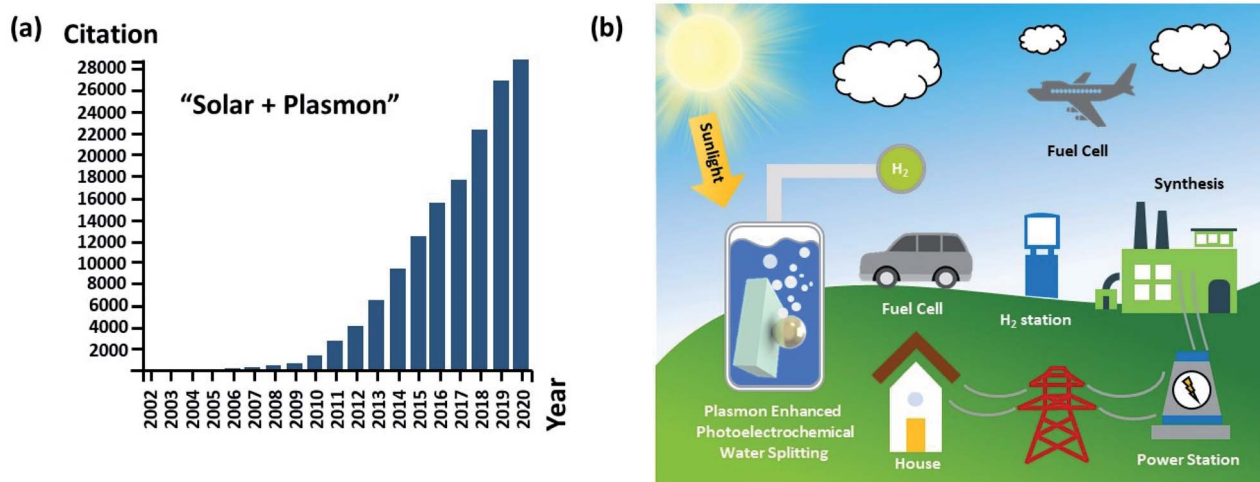 (a)
Citation
28000
26000
24000
22000
20000
18000
16000
14000
12000
10000
8000
6000
4000
2000
“Solar + Plasmon”
2002
2003
2004
2005
2006
2007
2008
2009
2010
2011
2012
2013
2014
2015
2016
2017
2018
2019
2020
Year
(b)
Sunlight
H₂
Fuel Cell
Synthesis
Fuel Cell
H₂ station
Plasmon Enhanced
Photoelectrochemical
Water Splitting
House
Power Station